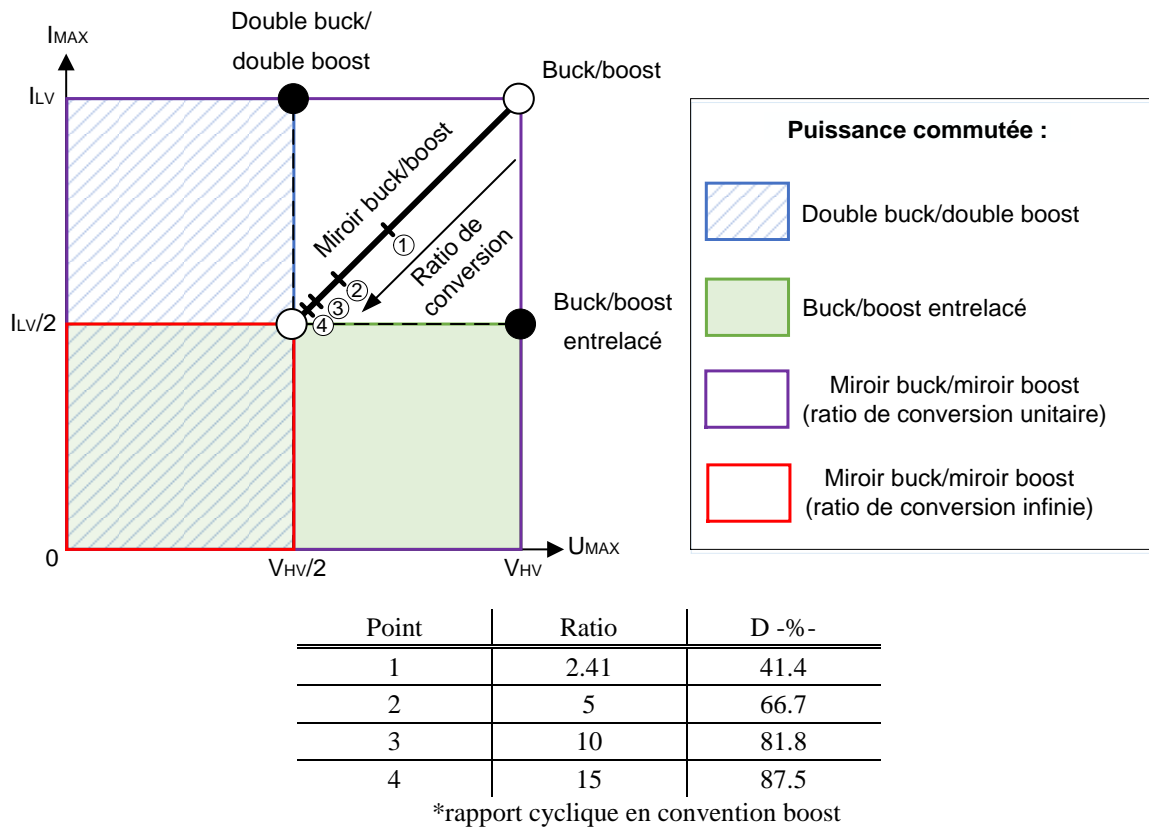 Double buck/
double boost
IMAX
Buck/boost
ILV
Miroir buck/boost
Ratio de
conversion
①
②
③
④
ILV/2
Buck/boost
entrelacé
0
VHV/2
VHV
UMAX
Puissance commutée :
Double buck/double boost
Buck/boost entrelacé
Miroir buck/miroir boost
(ratio de conversion unitaire)
Miroir buck/miroir boost
(ratio de conversion infinie)
Point Ratio D -%-
1 2.41 41.4
2 5 66.7
3 10 81.8
4 15 87.5
*rapport cyclique en convention boost